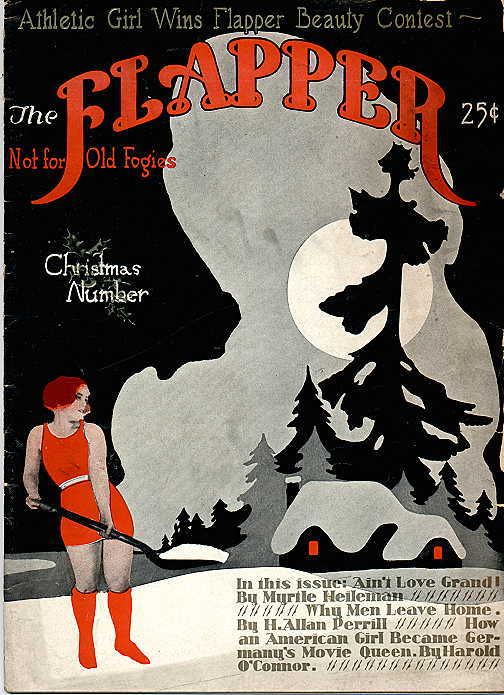 Athletic Girl Wins Flapper Beauty Contest ~
The FLAPPER 25¢
Not for Old Fogies
Christmas
Number
In this issue: Ain't Love Grand!
By Myrtle Heileman
Why Men Leave Home.
By H. Allan Perrill How
an American Girl Became Ger-
many's Movie Queen. By Harold
O'Connor.